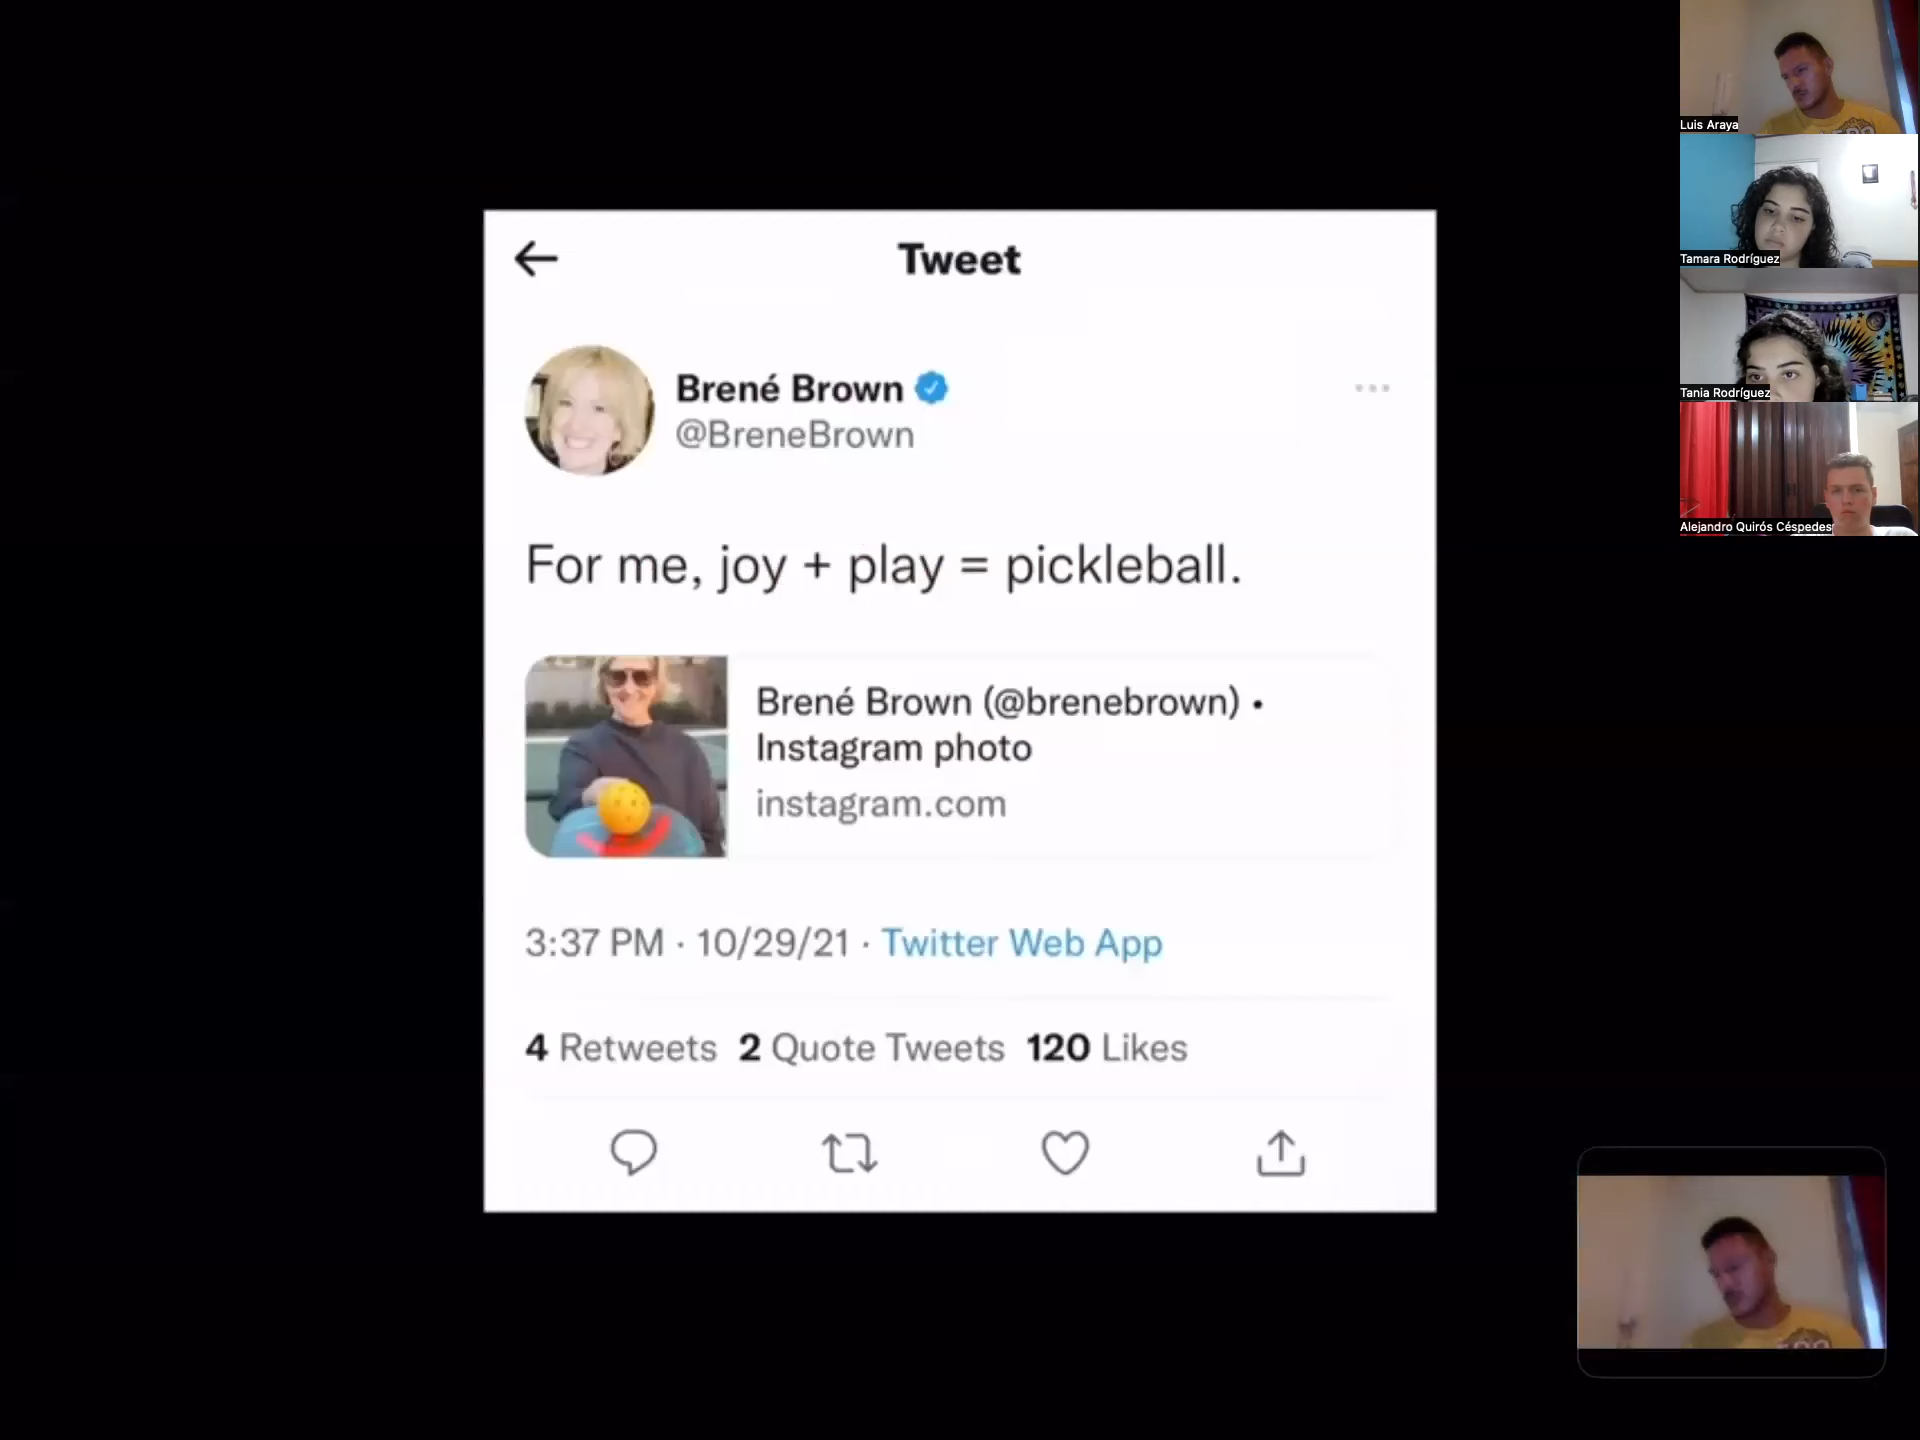 Tweet
Brené Brown
@BreneBrown
For me, joy + play = pickleball.
Brené Brown (@brenebrown) •
Instagram photo
instagram.com
3:37 PM · 10/29/21 · Twitter Web App
4 Retweets 2 Quote Tweets 120 Likes
Luis Araya
Tamara Rodríguez
Tania Rodríguez
Alejandro Quirós Céspedes